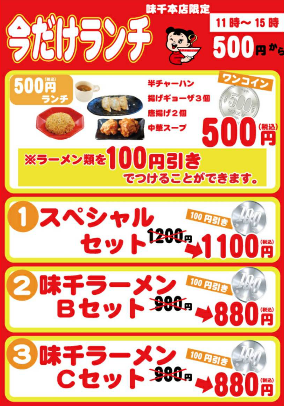 味千本店限定
今だけランチ
11時〜15時
500円から
500円(税込)
ランチ
半チャーハン
揚げギョーザ3個
唐揚げ2個
中華スープ
ワンコイン
500円(税込)
※ラーメン類を100円引き
でつけることができます。
1 スペシャル
セット
1200円
100円引き
➔1100円(税込)
2 味千ラーメン
Bセット
980円
100円引き
➔880円(税込)
3 味千ラーメン
Cセット
980円
100円引き
➔880円(税込)